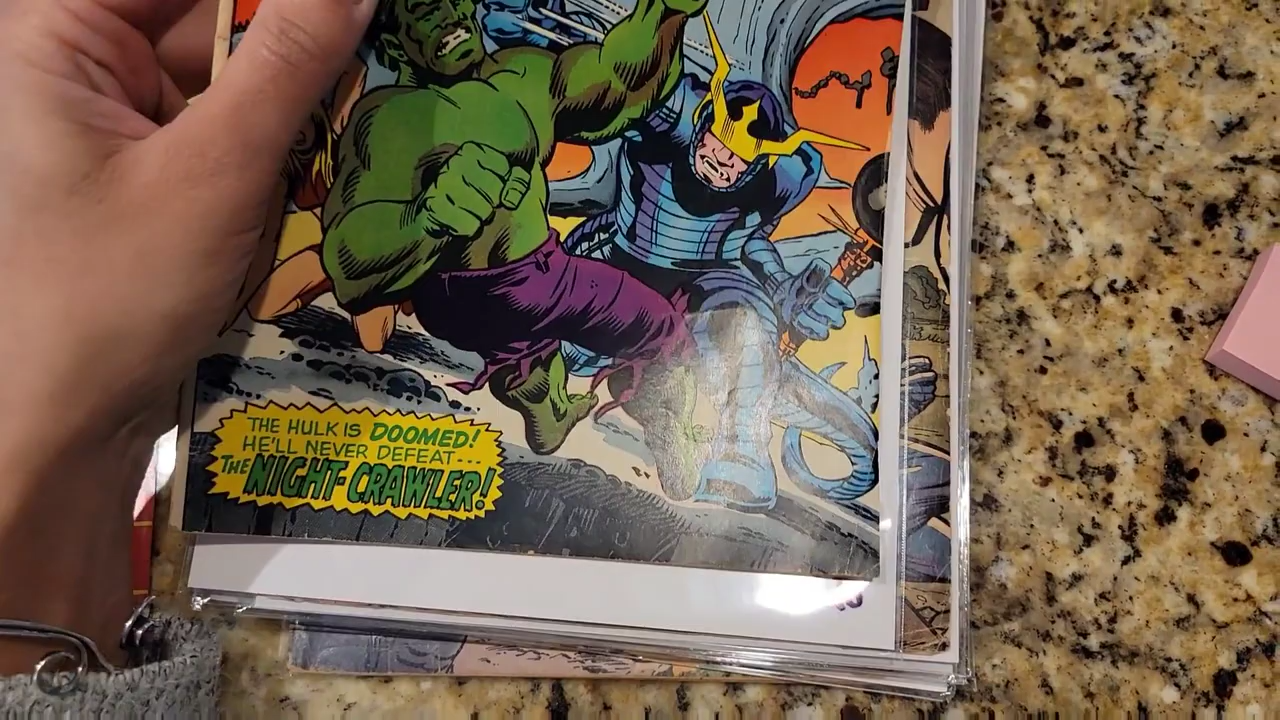 THE HULK IS DOOMED!
HE'LL NEVER DEFEAT...
THE NIGHT-CRAWLER!